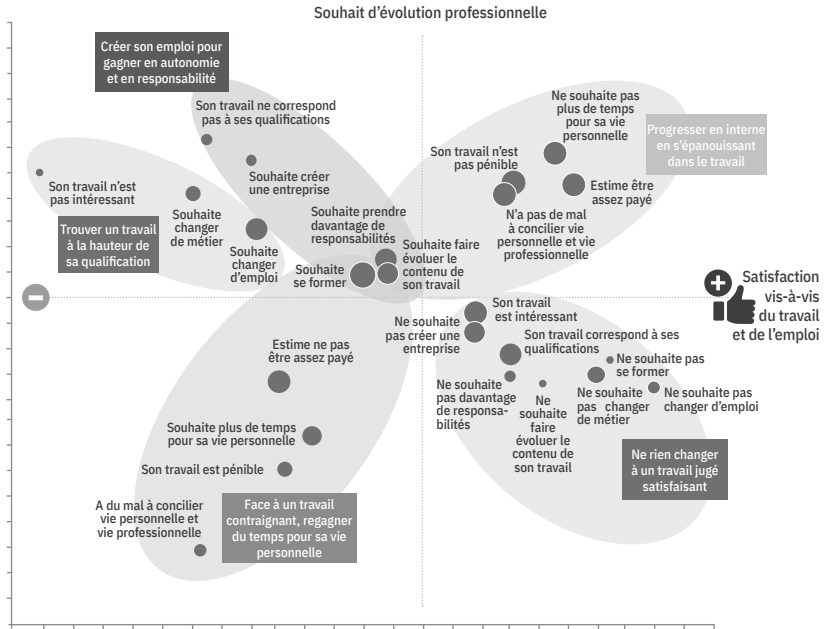 Souhait d'évolution professionnelle
Créer son emploi pour
gagner en autonomie
et en responsabilité
Son travail ne correspond
pas à ses qualifications
Souhaite créer
une entreprise
Son travail n'est
pas intéressant
Souhaite
changer
de métier
Trouver un travail
à la hauteur de
sa qualification
Souhaite
changer
d'emploi
Souhaite prendre
davantage de
responsabilités
Souhaite
se former
Souhaite faire
évoluer le
contenu de
son travail
Ne souhaite pas
plus de temps
pour sa vie
personnelle
Son travail n'est
pas pénible
Progresser en interne
en s'épanouissant
dans le travail
Estime être
assez payé
N'a pas de mal
à concilier vie
personnelle et vie
professionnelle
Satisfaction
vis-à-vis
du travail
et de l'emploi
Son travail
est intéressant
Ne souhaite
pas créer une
entreprise
Son travail correspond à ses
qualifications
Ne souhaite pas
se former
Ne souhaite
pas davantage
de responsa-
bilités
Ne
souhaite
faire
évoluer le
contenu de
son travail
Ne souhaite
pas changer
de métier
Ne souhaite pas
changer d'emploi
Ne rien changer
à un travail jugé
satisfaisant
Estime ne pas
être assez payé
Souhaite plus de temps
pour sa vie personnelle
Son travail est pénible
A du mal à concilier
vie personnelle et
vie professionnelle
Face à un travail
contraignant, regagner
du temps pour sa vie
personnelle